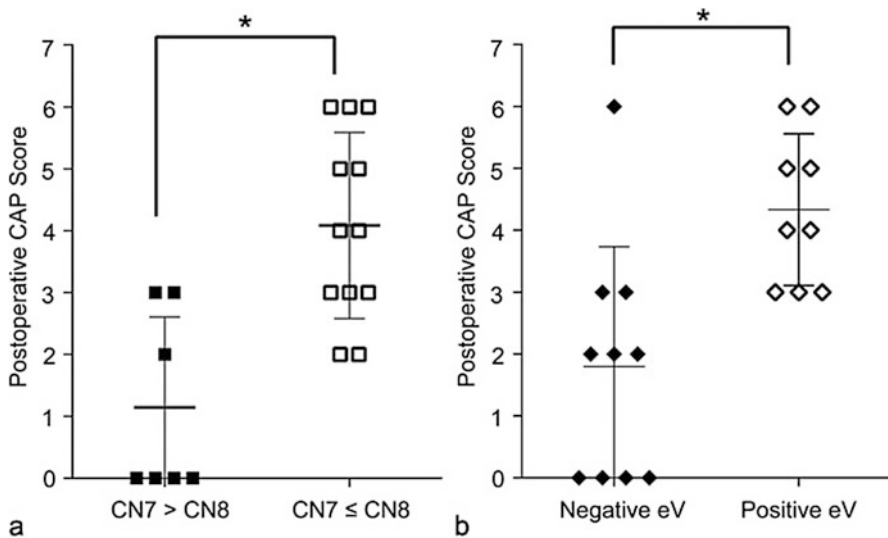 *
7
6
5
4
3
2
1
0
Postoperative CAP Score
CN7 > CN8
CN7 ≤ CN8
a
*
7
6
5
4
3
2
1
0
Postoperative CAP Score
Negative eV
Positive eV
b